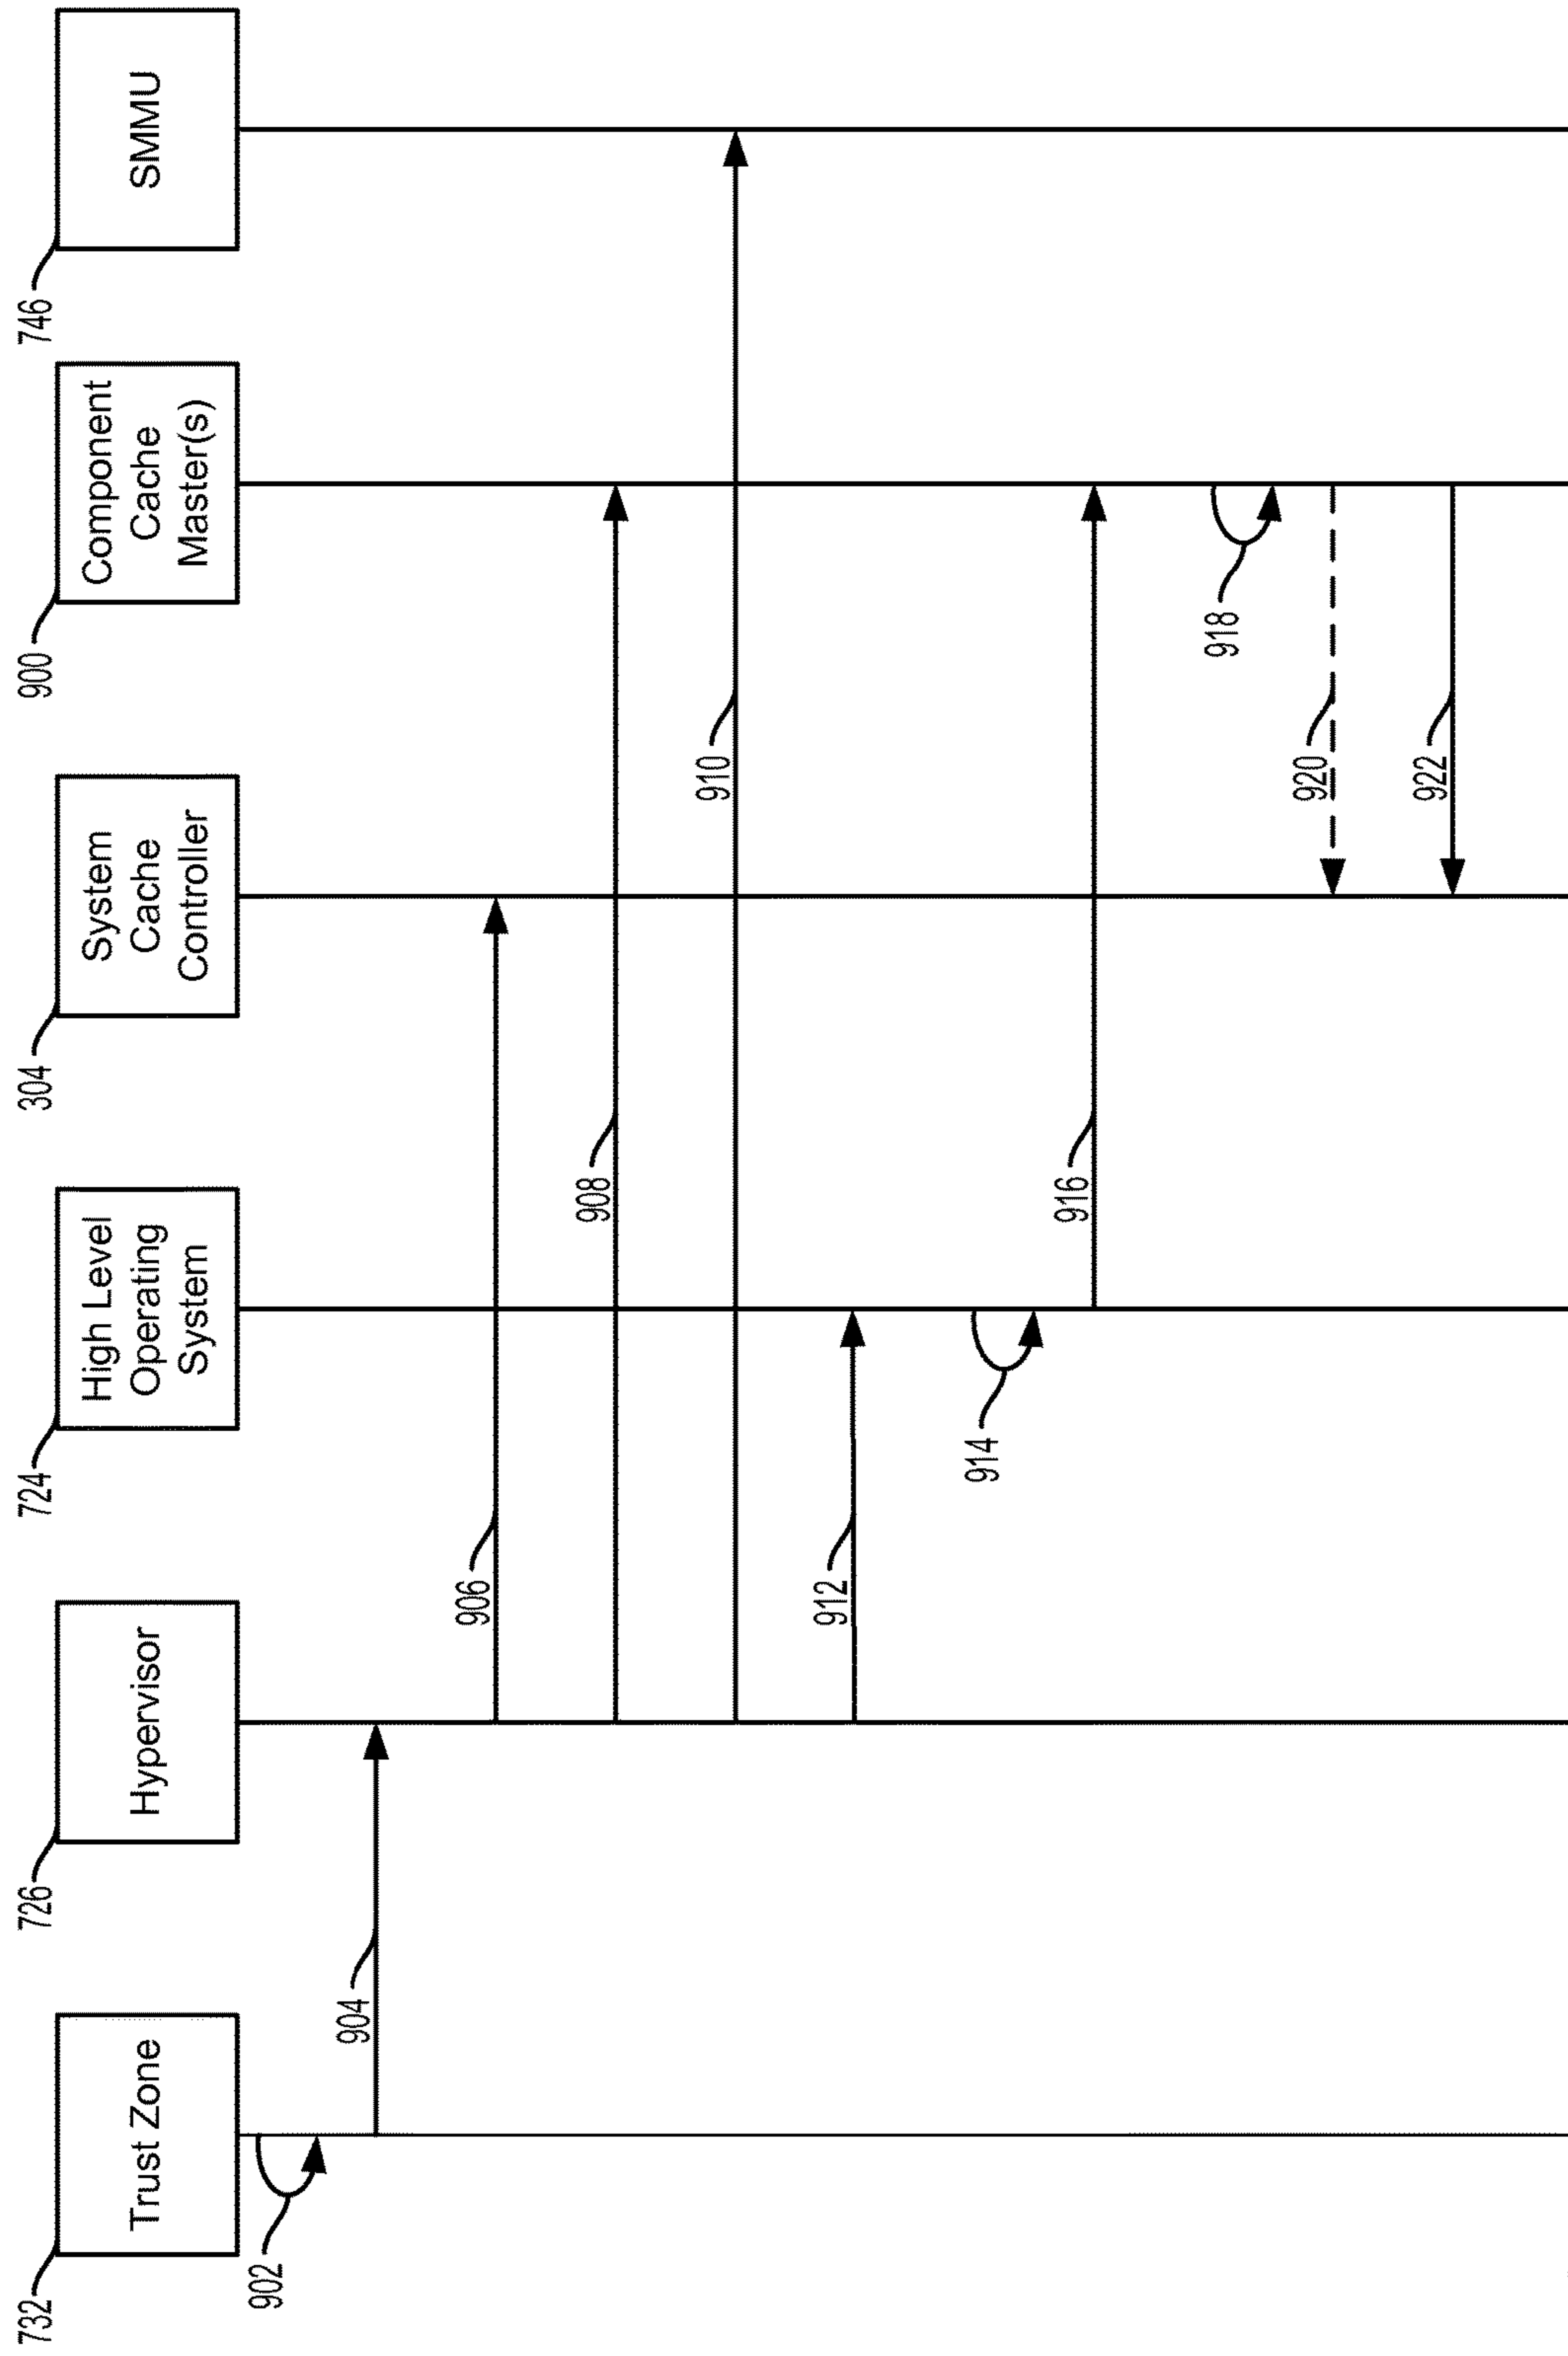 732
Trust Zone
726
Hypervisor
724
High Level
Operating
System
304
System
Cache
Controller
900
Component
Cache
Master(s)
746
SMMU
902
904
906
908
910
912
914
916
918
920
922